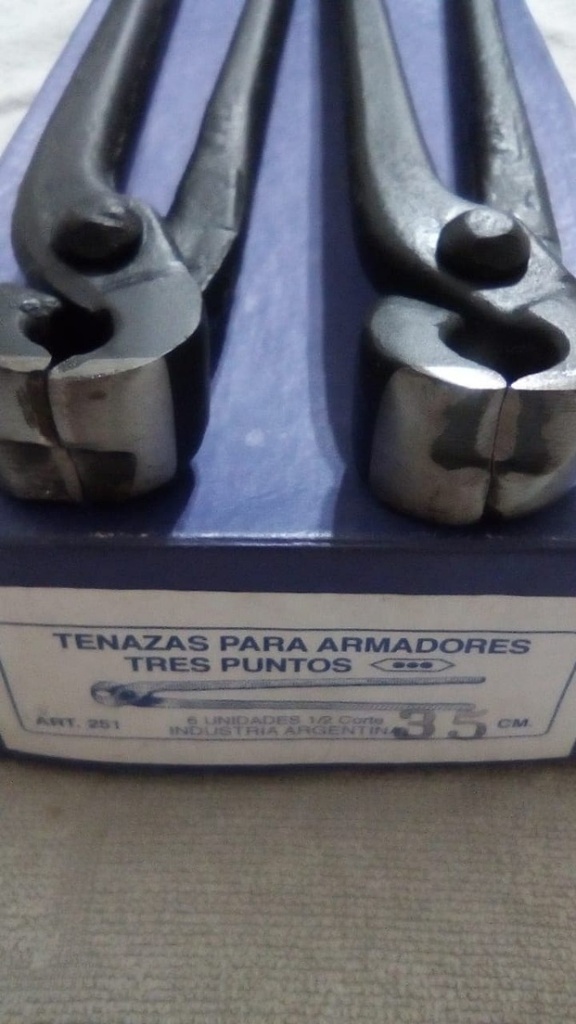 TENAZAS PARA ARMADORES
TRES PUNTOS
ART. 251
6 UNIDADES 1/2 Corte
INDUSTRIA ARGENTINA
35 CM.